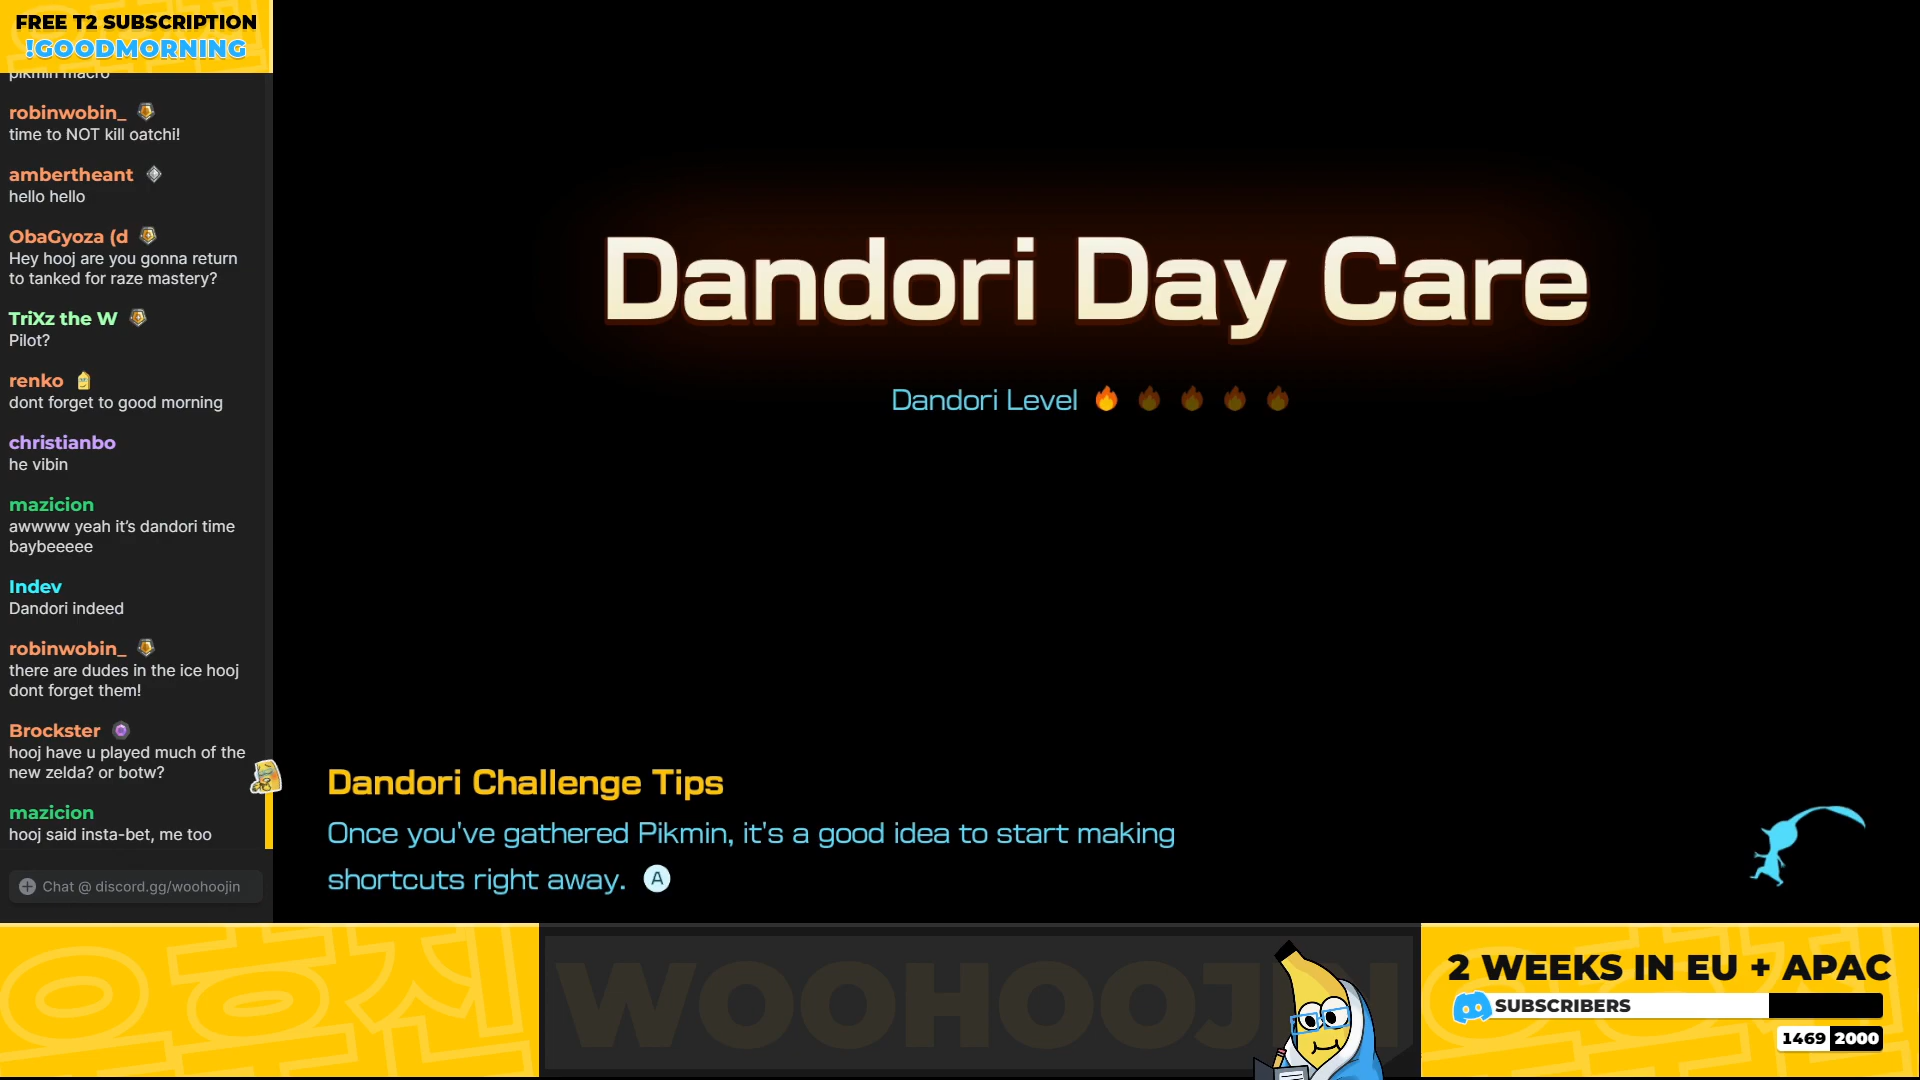 FREE T2 SUBSCRIPTION
!GOODMORNING
pikmin macro
robinwobin_
time to NOT kill oatchi!
ambertheant
hello hello
ObaGyoza (d
Hey hooj are you gonna return
to tanked for raze mastery?
TriXz the W
Pilot?
renko
dont forget to good morning
christianbo
he vibin
mazicion
awwww yeah it's dandori time
baybeeeee
Indev
Dandori indeed
robinwobin_
there are dudes in the ice hooj
dont forget them!
Brockster
hooj have u played much of the
new zelda? or botw?
mazicion
hooj said insta-bet, me too
Chat @ discord.gg/woohoojin
Dandori Day Care
Dandori Level
Dandori Challenge Tips
Once you've gathered Pikmin, it's a good idea to start making
shortcuts right away. A
우후진
WOOHOOJIN
2 WEEKS IN EU + APAC
SUBSCRIBERS
1469 2000